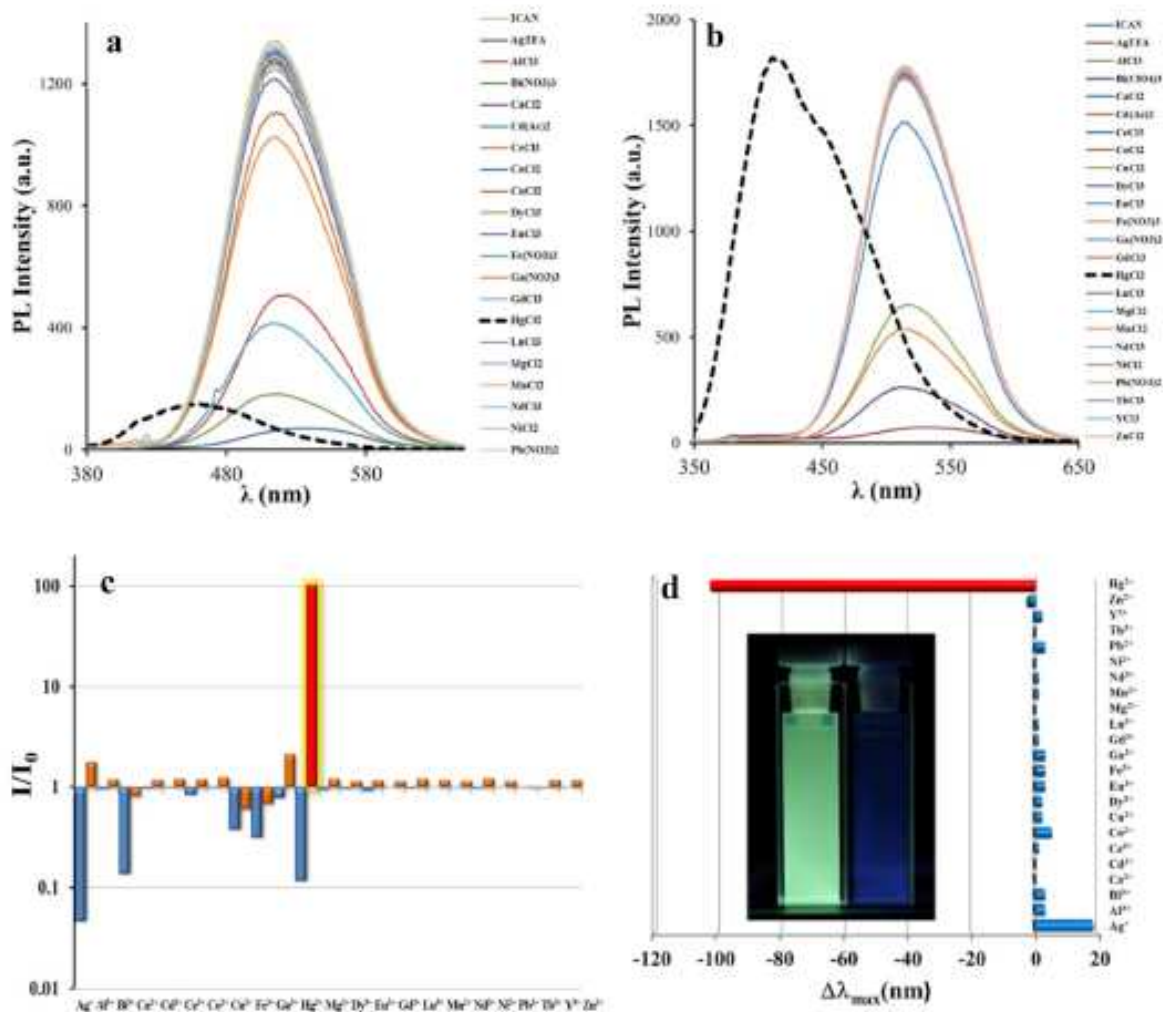 a
PL Intensity (a.u.)
1200
800
400
0
380
480
580
λ (nm)
ICAN
AgTFA
AlCl3
Bi(NO3)3
CaCl2
Cd(Ac)2
CeCl3
CoCl2
CuCl2
DyCl3
EuCl3
Fe(NO3)3
Ga(NO3)3
GdCl3
HgCl2
LuCl3
MgCl2
MnCl2
NdCl3
NiCl2
Pb(NO3)2
b
PL Intensity (a.u.)
2000
1500
1000
500
0
350
450
550
650
λ (nm)
ICAN
AgTFA
AlCl3
CaCl2
Cd(Ac)2
CeCl3
CoCl2
CuCl2
DyCl3
EuCl3
Fe(NO3)3
Ga(NO3)3
GdCl3
HgCl2
LuCl3
MgCl2
MnCl2
NdCl3
NiCl2
Pb(NO3)2
TbCl3
YCl3
ZnCl2
c
I/I₀
100
10
1
0.1
0.01
d
-120
-100
-80
-60
-40
-20
0
20
Δλmax(nm)
Hg²⁺
Zn²⁺
Y³⁺
Tb³⁺
Pb²⁺
Ni²⁺
Nd³⁺
Mn²⁺
Mg²⁺
Lu³⁺
Gd³⁺
Ga³⁺
Fe³⁺
Eu³⁺
Dy³⁺
Cu²⁺
Co²⁺
Ce³⁺
Cd²⁺
Ca²⁺
Bi³⁺
Al³⁺
Ag⁺